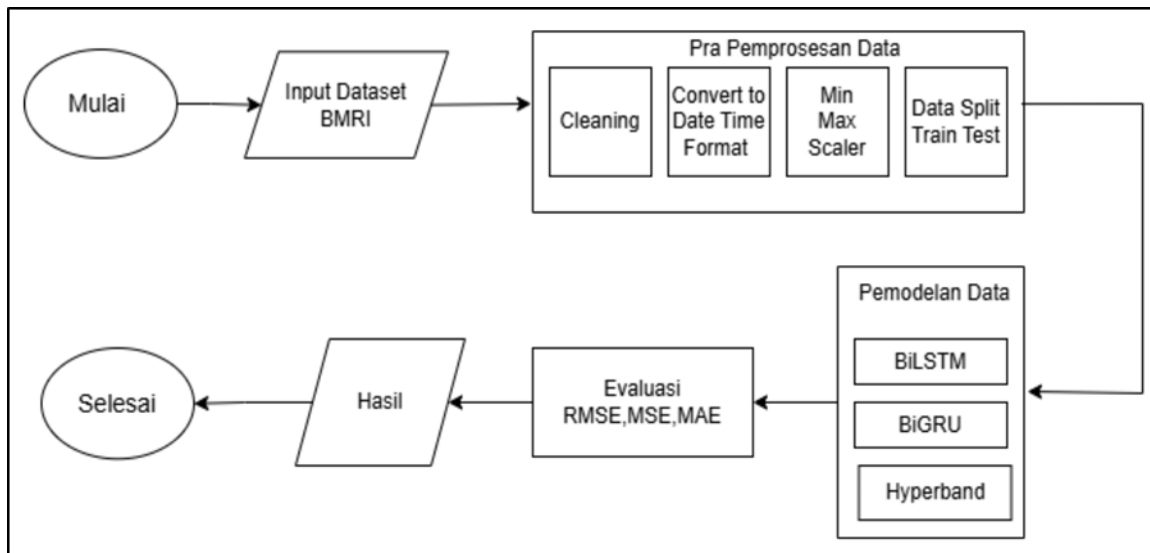 Mulai
Input Dataset
BMRI
Pra Pemprosesan Data
Cleaning
Convert to
Date Time
Format
Min
Max
Scaler
Data Split
Train Test
Pemodelan Data
BiLSTM
BiGRU
Hyperband
Evaluasi
RMSE,MSE,MAE
Hasil
Selesai